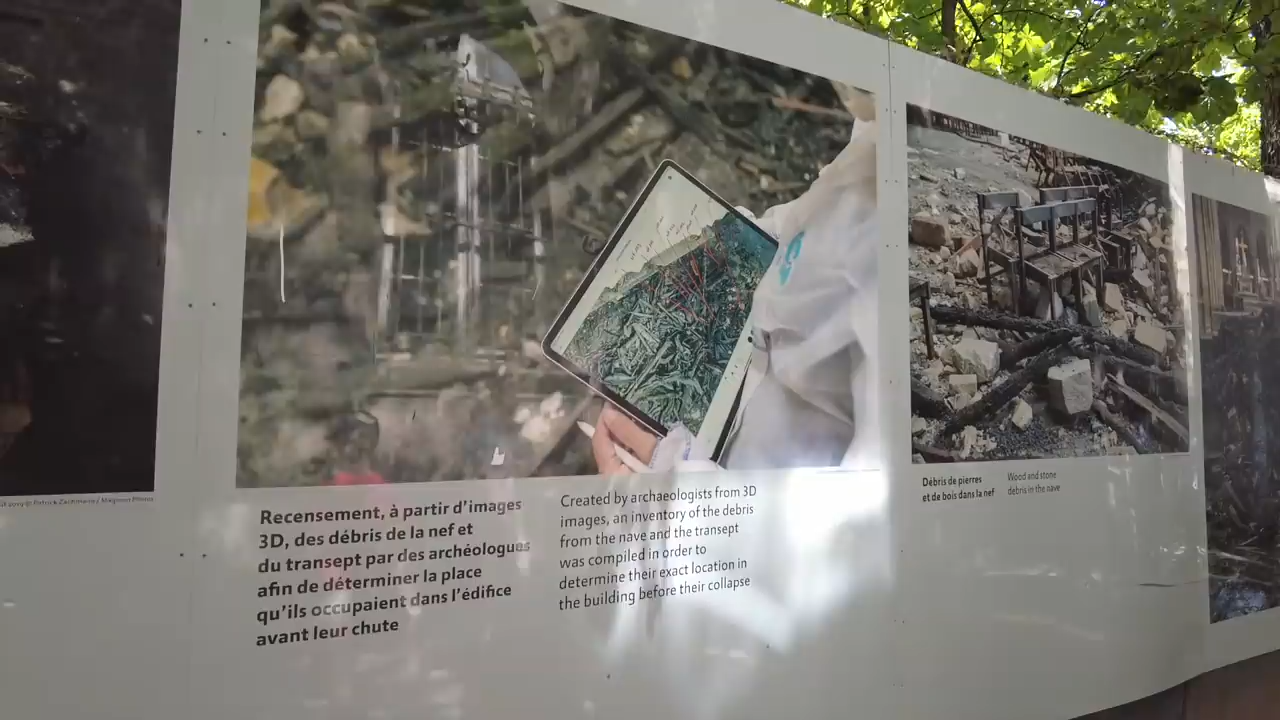 Patrick Zachmann / Magnum Photos
Recensement, à partir d'images
3D, des débris de la nef et
du transept par des archéologues
afin de déterminer la place
qu'ils occupaient dans l'édifice
avant leur chute
Created by archaeologists from 3D
images, an inventory of the debris
from the nave and the transept
was compiled in order to
determine their exact location in
the building before their collapse
Débris de pierres
et de bois dans la nef
Wood and stone
debris in the nave